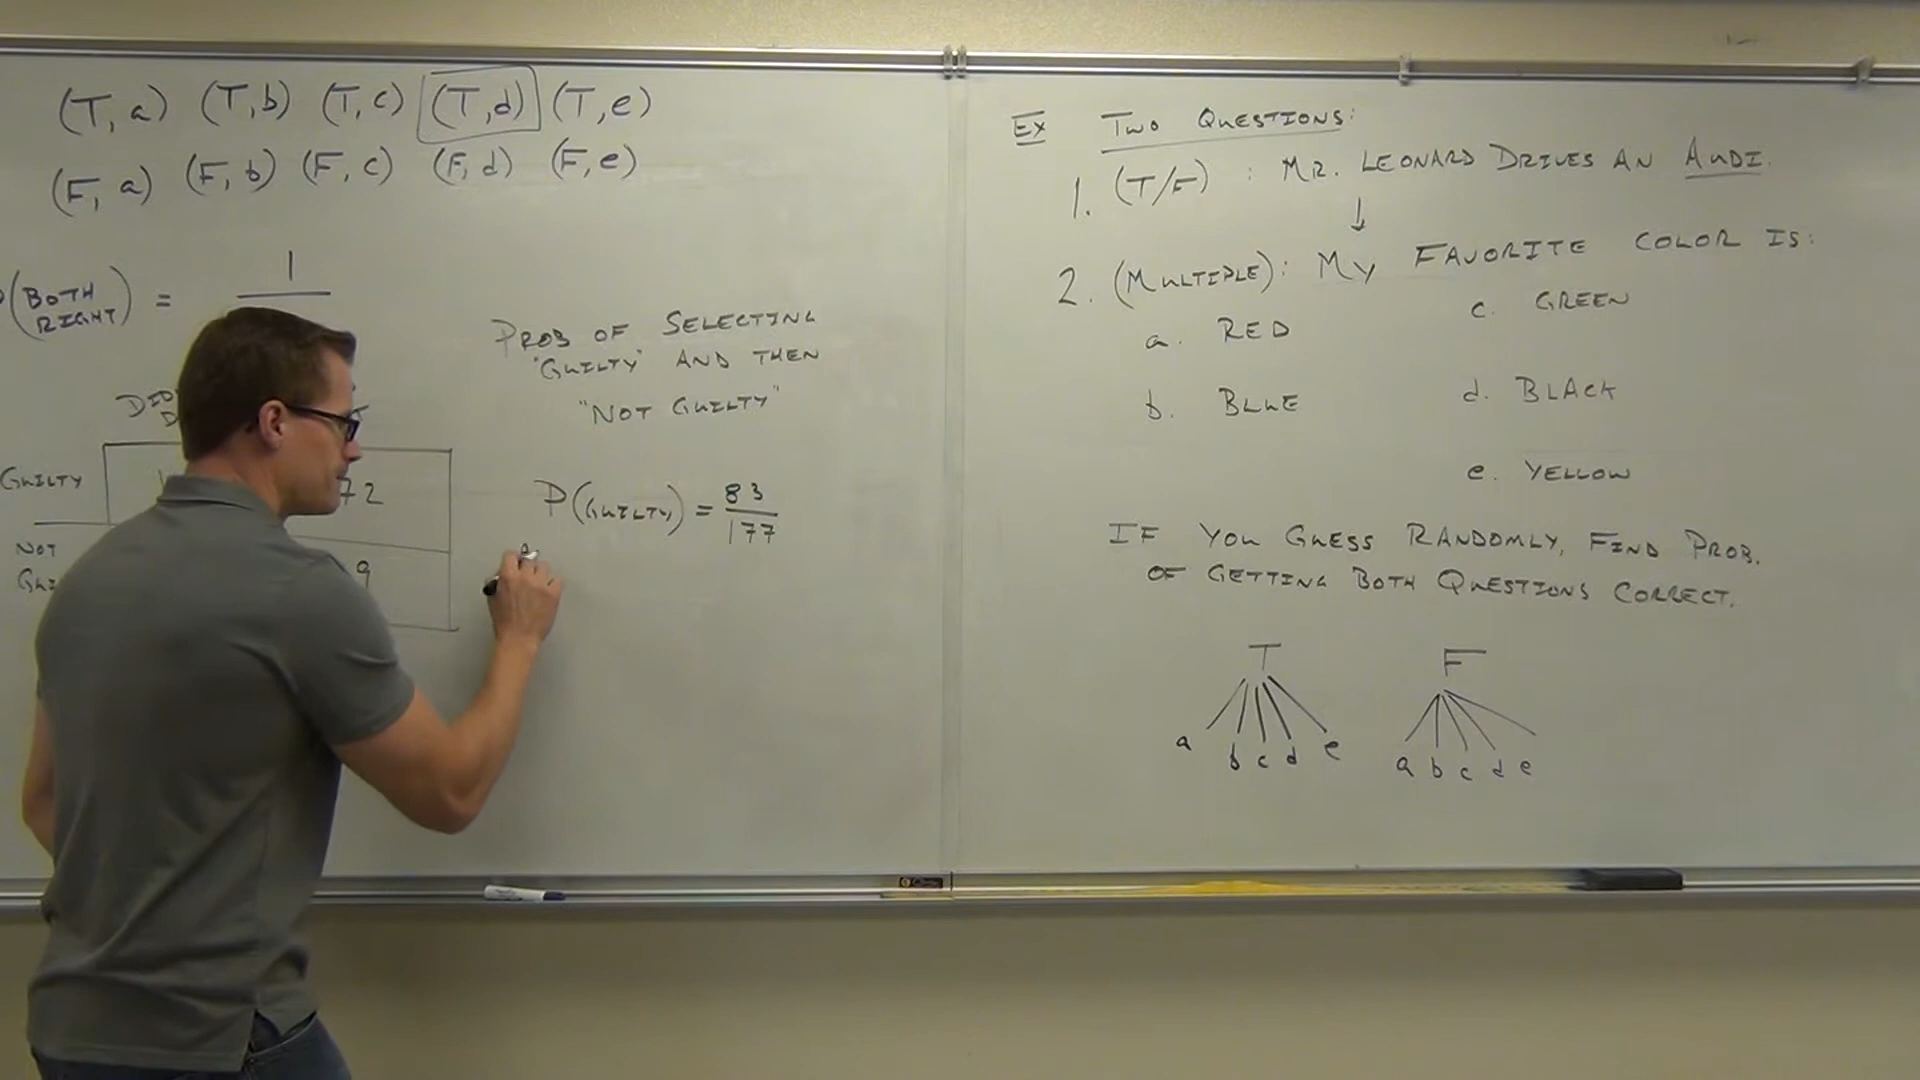 (T, a) (T, b) (T, c) (T, d) (T, e)
(F, a) (F, b) (F, c) (F, d) (F, e)
(BOTH RIGHT) = 1
GUILTY
72
NOT
9
PROB OF SELECTING
"GUILTY" AND THEN
"NOT GUILTY"
P(GUILTY) = 83/177
EX TWO QUESTIONS:
1. (T/F) : MR. LEONARD DRIVES AN AUDI.
↓
2. (MULTIPLE): MY FAVORITE COLOR IS:
a. RED
b. BLUE
c. GREEN
d. BLACK
e. YELLOW
IF YOU GUESS RANDOMLY, FIND PROB.
OF GETTING BOTH QUESTIONS CORRECT.
T F
a b c d e a b c d e